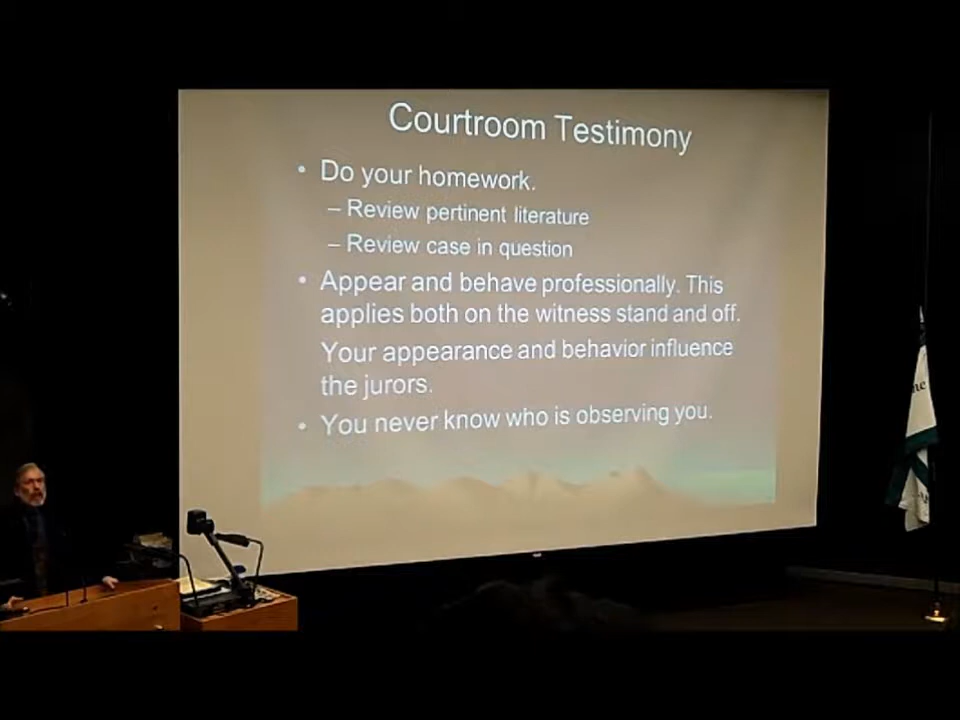 Courtroom Testimony
• Do your homework.
– Review pertinent literature
– Review case in question
• Appear and behave professionally. This
applies both on the witness stand and off.
Your appearance and behavior influence
the jurors.
• You never know who is observing you.